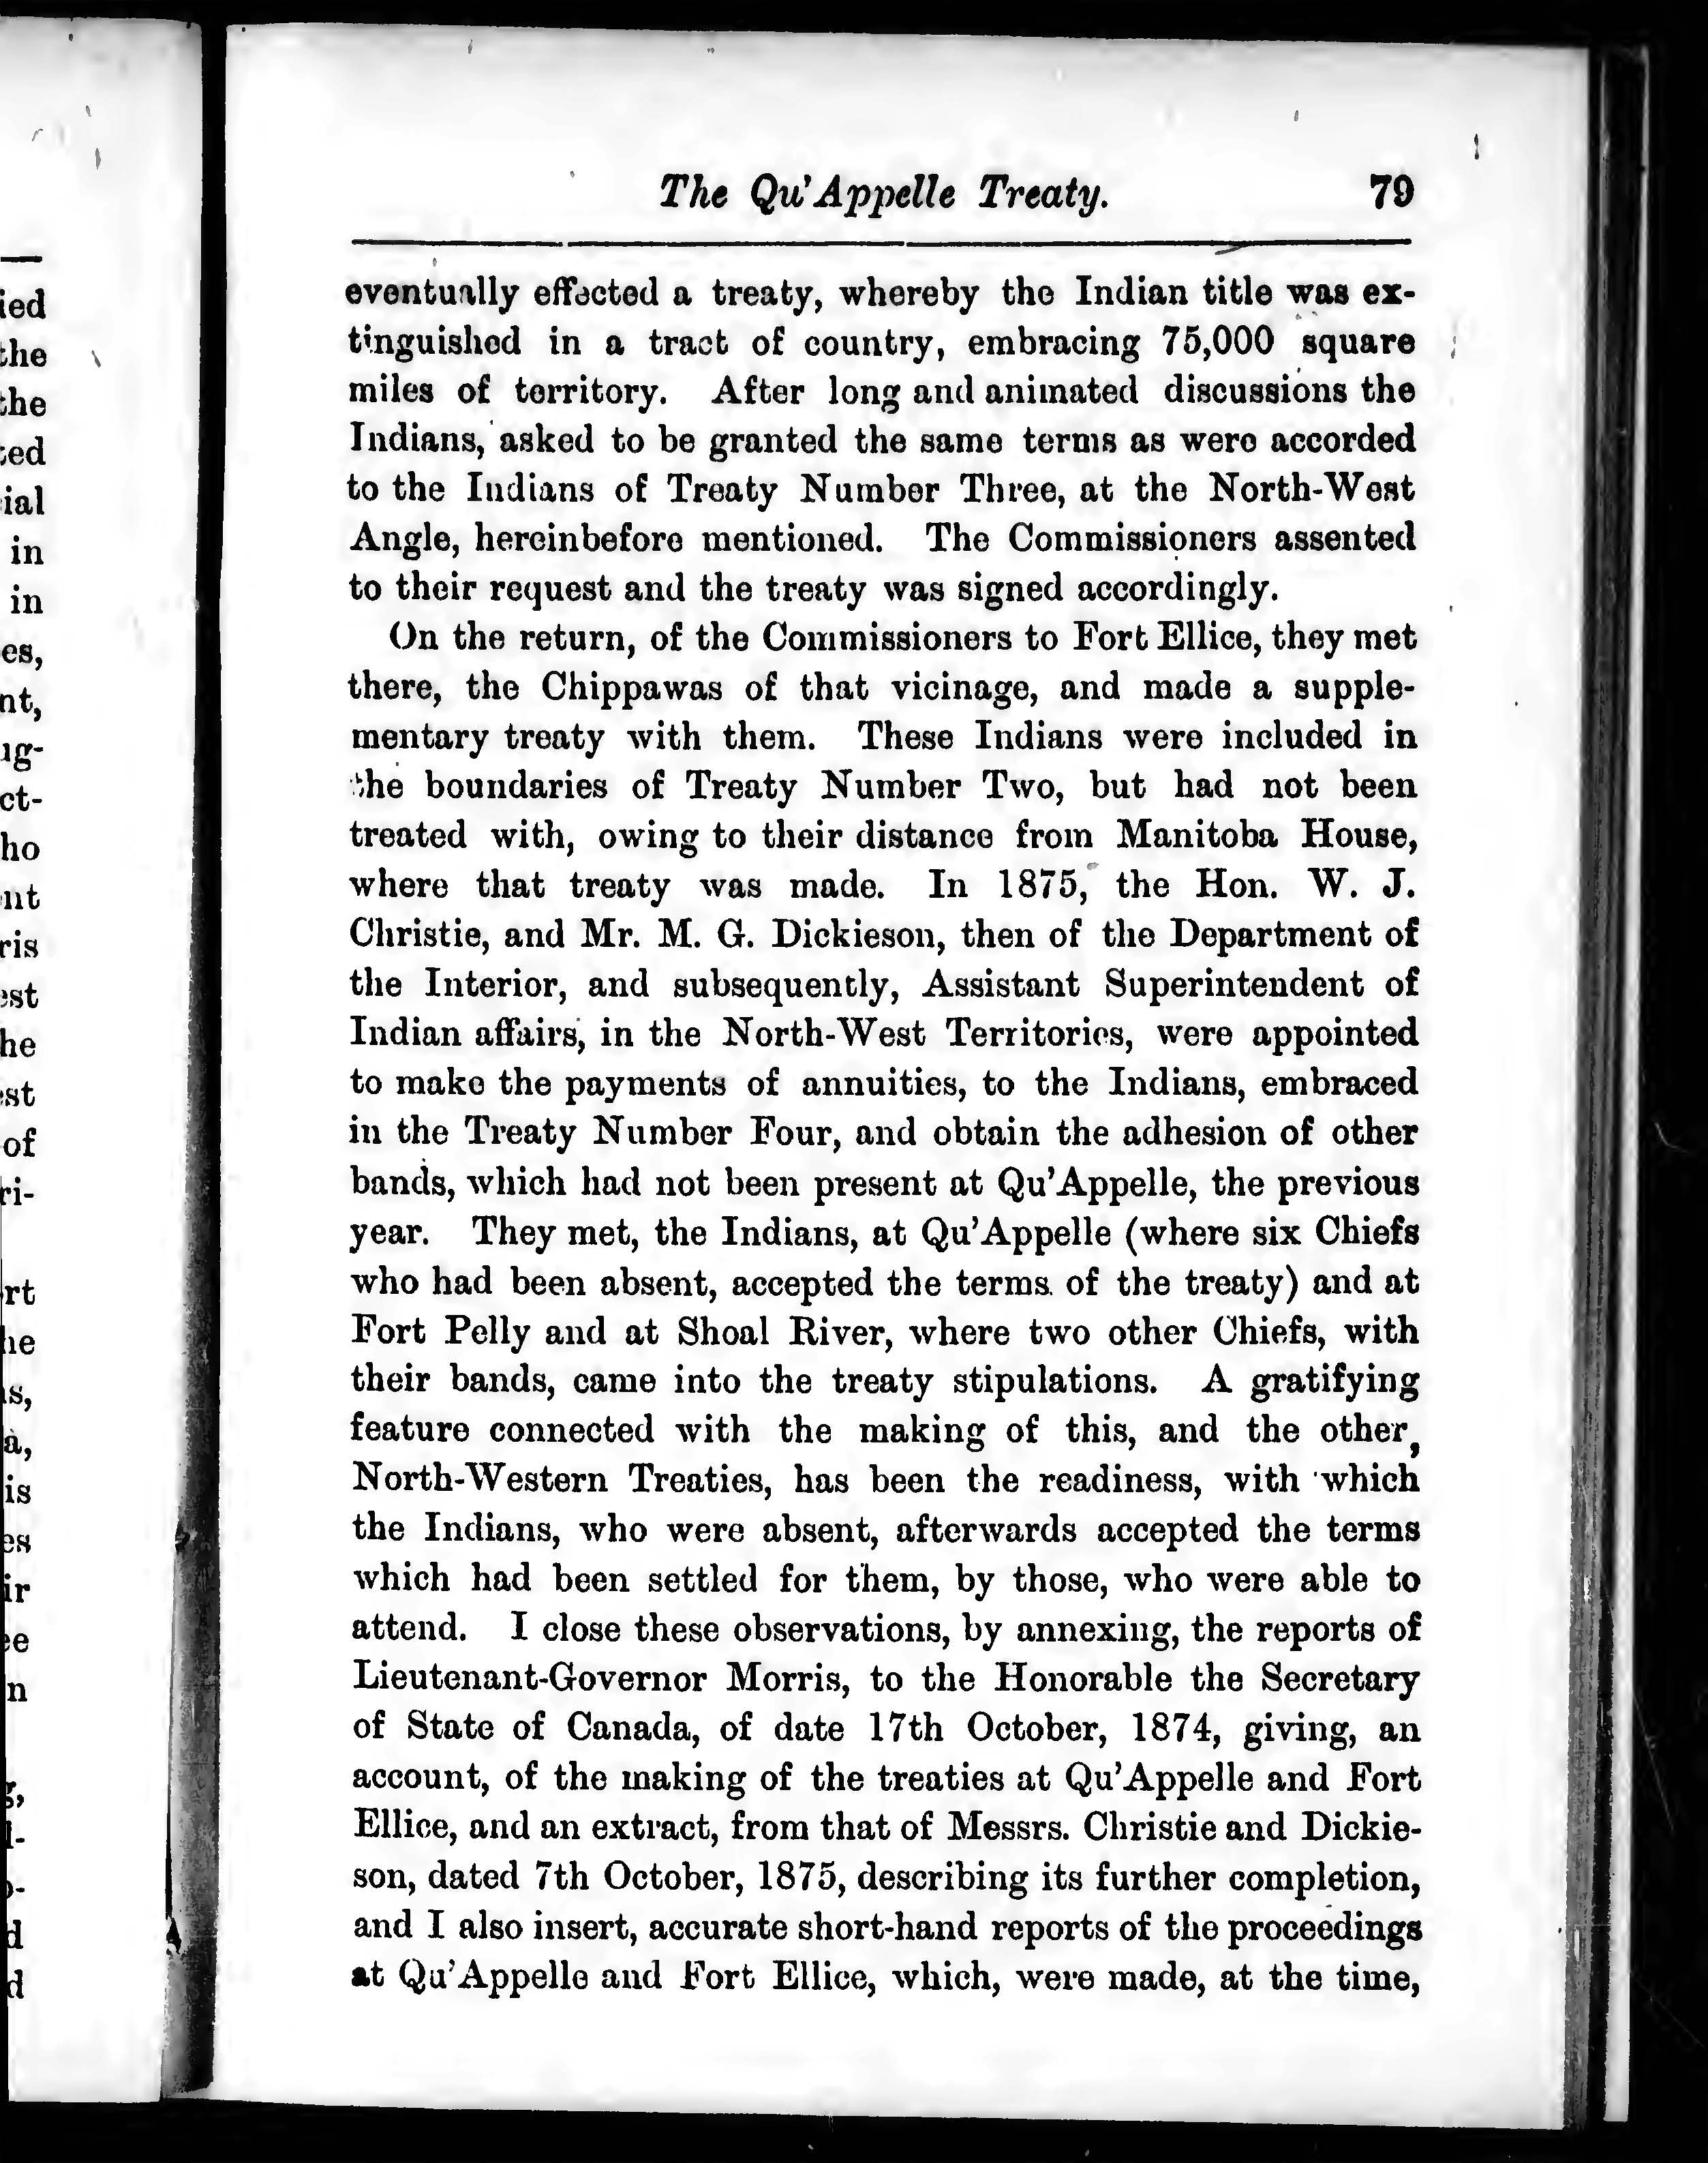 The Qu'Appelle Treaty. 79
eventually effected a treaty, whereby the Indian title was ex-
tinguished in a tract of country, embracing 75,000 square
miles of territory. After long and animated discussions the
Indians, asked to be granted the same terms as were accorded
to the Indians of Treaty Number Three, at the North-West
Angle, hereinbefore mentioned. The Commissioners assented
to their request and the treaty was signed accordingly.
On the return, of the Commissioners to Fort Ellice, they met
there, the Chippawas of that vicinage, and made a supple-
mentary treaty with them. These Indians were included in
the boundaries of Treaty Number Two, but had not been
treated with, owing to their distance from Manitoba House,
where that treaty was made. In 1875, the Hon. W. J.
Christie, and Mr. M. G. Dickieson, then of the Department of
the Interior, and subsequently, Assistant Superintendent of
Indian affairs, in the North-West Territories, were appointed
to make the payments of annuities, to the Indians, embraced
in the Treaty Number Four, and obtain the adhesion of other
bands, which had not been present at Qu'Appelle, the previous
year. They met, the Indians, at Qu'Appelle (where six Chiefs
who had been absent, accepted the terms of the treaty) and at
Fort Pelly and at Shoal River, where two other Chiefs, with
their bands, came into the treaty stipulations. A gratifying
feature connected with the making of this, and the other,
North-Western Treaties, has been the readiness, with which
the Indians, who were absent, afterwards accepted the terms
which had been settled for them, by those, who were able to
attend. I close these observations, by annexing, the reports of
Lieutenant-Governor Morris, to the Honorable the Secretary
of State of Canada, of date 17th October, 1874, giving, an
account, of the making of the treaties at Qu'Appelle and Fort
Ellice, and an extract, from that of Messrs. Christie and Dickie-
son, dated 7th October, 1875, describing its further completion,
and I also insert, accurate short-hand reports of the proceedings
at Qu'Appelle and Fort Ellice, which, were made, at the time,